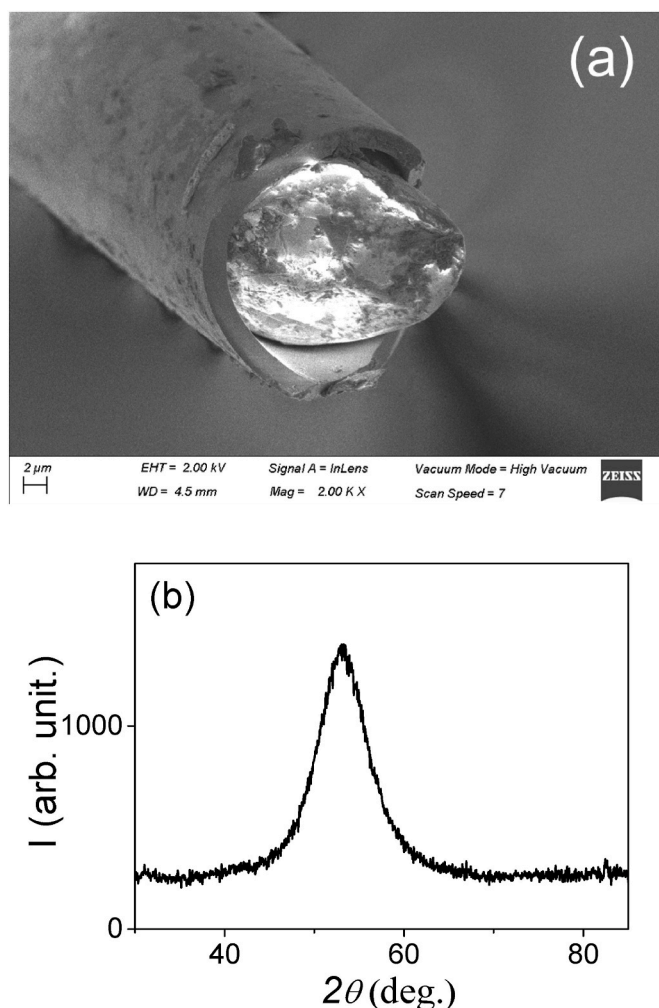 (a)
2 µm
EHT = 2.00 kV
Signal A = InLens
Vacuum Mode = High Vacuum
WD = 4.5 mm
Mag = 2.00 K X
Scan Speed = 7
ZEISS
(b)
I (arb. unit.)
1000
0
40
60
80
2θ (deg.)